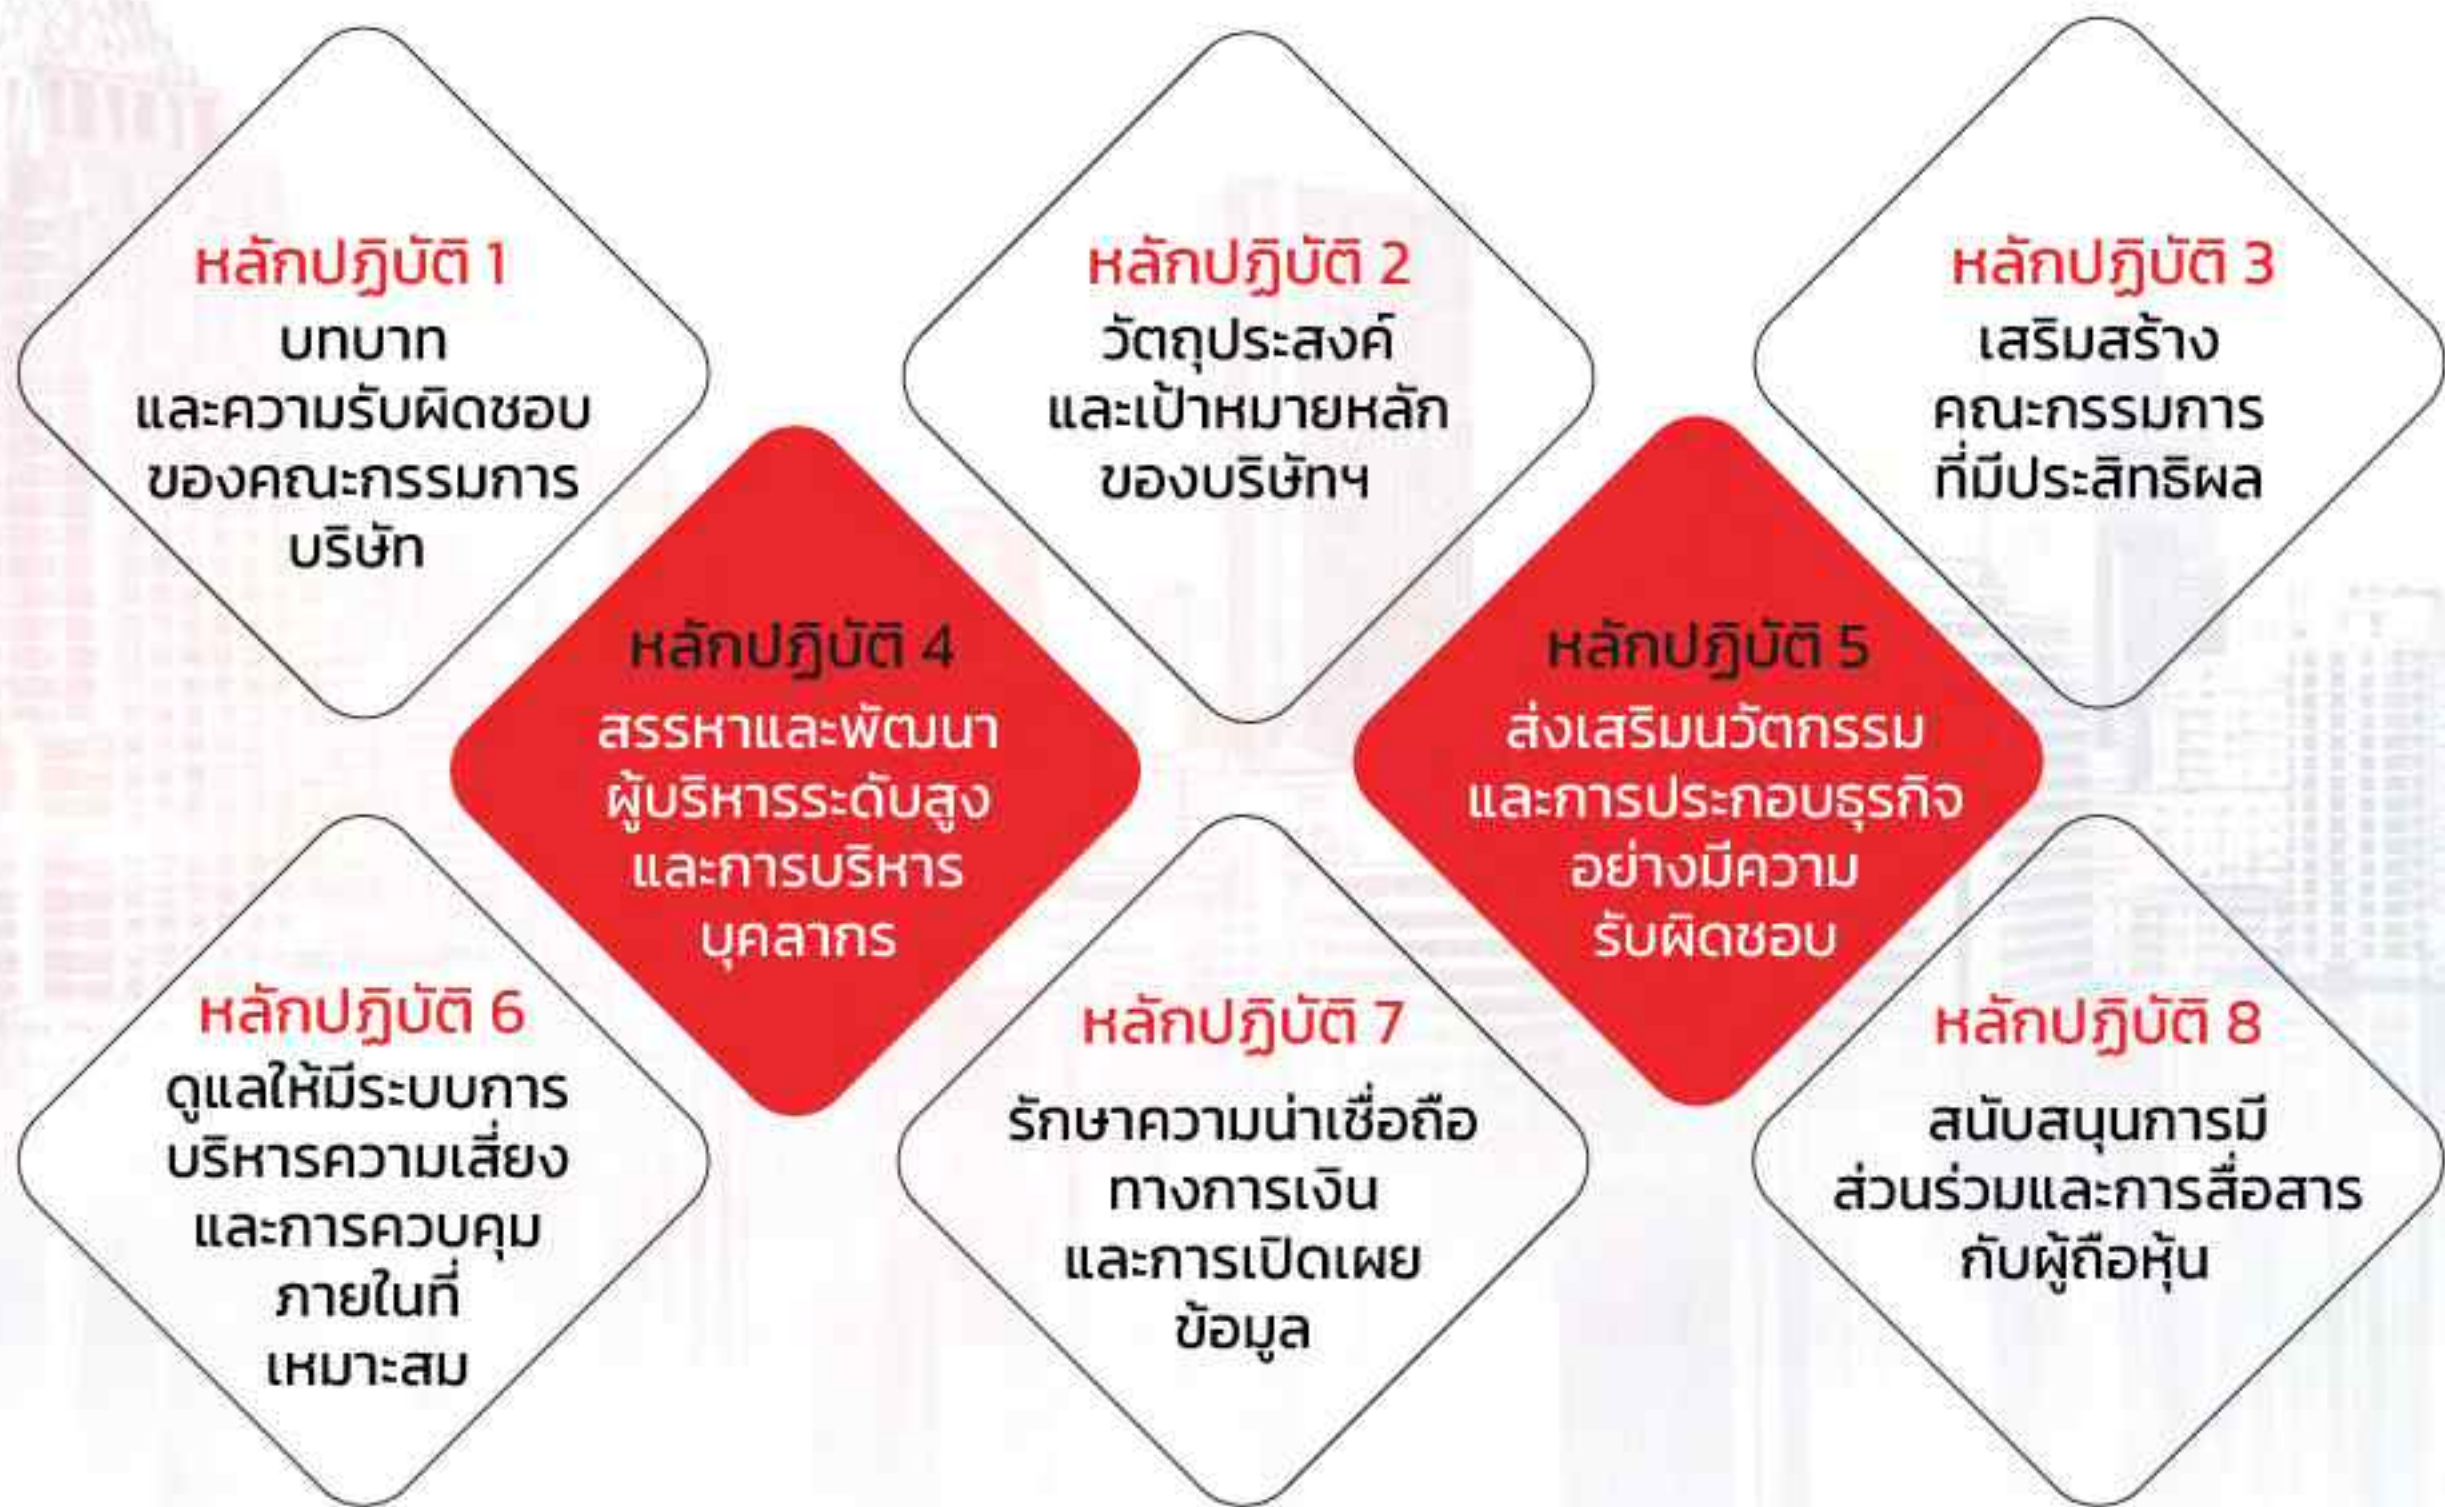 หลักปฏิบัติ 1
บทบาท
และความรับผิดชอบ
ของคณะกรรมการ
บริษัท
หลักปฏิบัติ 2
วัตถุประสงค์
และเป้าหมายหลัก
ของบริษัทฯ
หลักปฏิบัติ 3
เสริมสร้าง
คณะกรรมการ
ที่มีประสิทธิผล
หลักปฏิบัติ 4
สรรหาและพัฒนา
ผู้บริหารระดับสูง
และการบริหาร
บุคลากร
หลักปฏิบัติ 5
ส่งเสริมนวัตกรรม
และการประกอบธุรกิจ
อย่างมีความ
รับผิดชอบ
หลักปฏิบัติ 6
ดูแลให้มีระบบการ
บริหารความเสี่ยง
และการควบคุม
ภายในที่
เหมาะสม
หลักปฏิบัติ 7
รักษาความน่าเชื่อถือ
ทางการเงิน
และการเปิดเผย
ข้อมูล
หลักปฏิบัติ 8
สนับสนุนการมี
ส่วนร่วมและการสื่อสาร
กับผู้ถือหุ้น